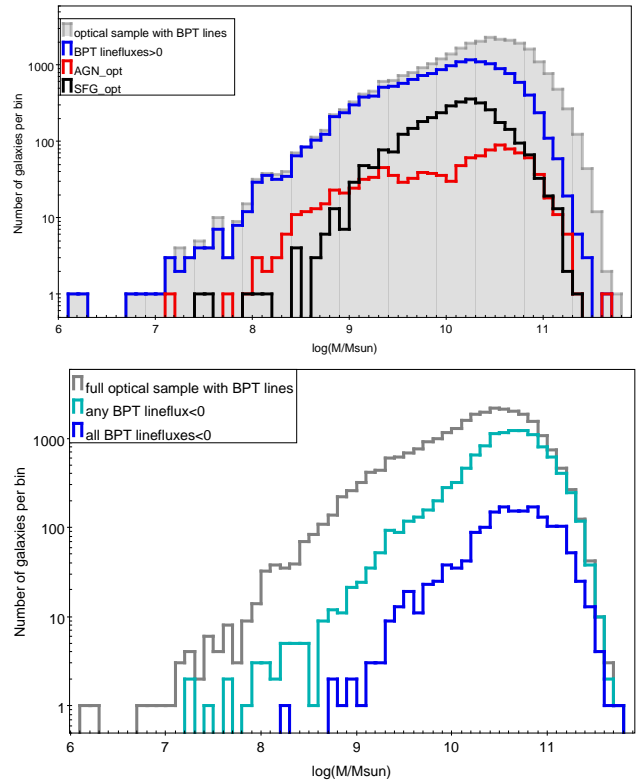 optical sample with BPT lines
BPT linefluxes>0
AGN_opt
SFG_opt
Number of galaxies per bin
1000
100
10
1
6 7 8 9 10 11
log(M/Msun)
full optical sample with BPT lines
any BPT lineflux<0
all BPT linefluxes<0
Number of galaxies per bin
1000
100
10
1
6 7 8 9 10 11
log(M/Msun)